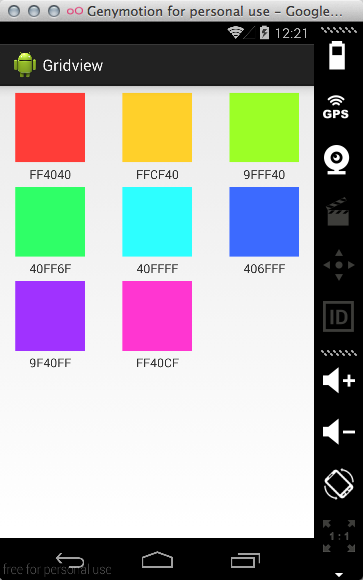 Genymotion for personal use – Google...
12:21
Gridview
GPS
FF4040 FFCF40 9FFF40
40FF6F 40FFFF 406FFF
ID
9F40FF FF40CF
1:1
free for personal use